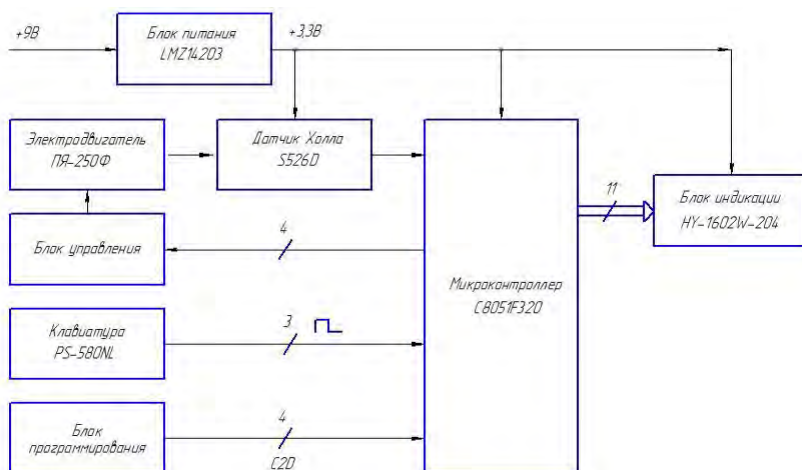 +9В
Блок питания
LMZ14203
+3,3В
Электродвигатель
ПЯ-250Ф
Датчик Холла
S526D
11
Блок индикации
HY-1602W-204
Блок управления
4
Микроконтроллер
C8051F320
Клавиатура
PS-580NL
3
Блок
программирования
4
C2D